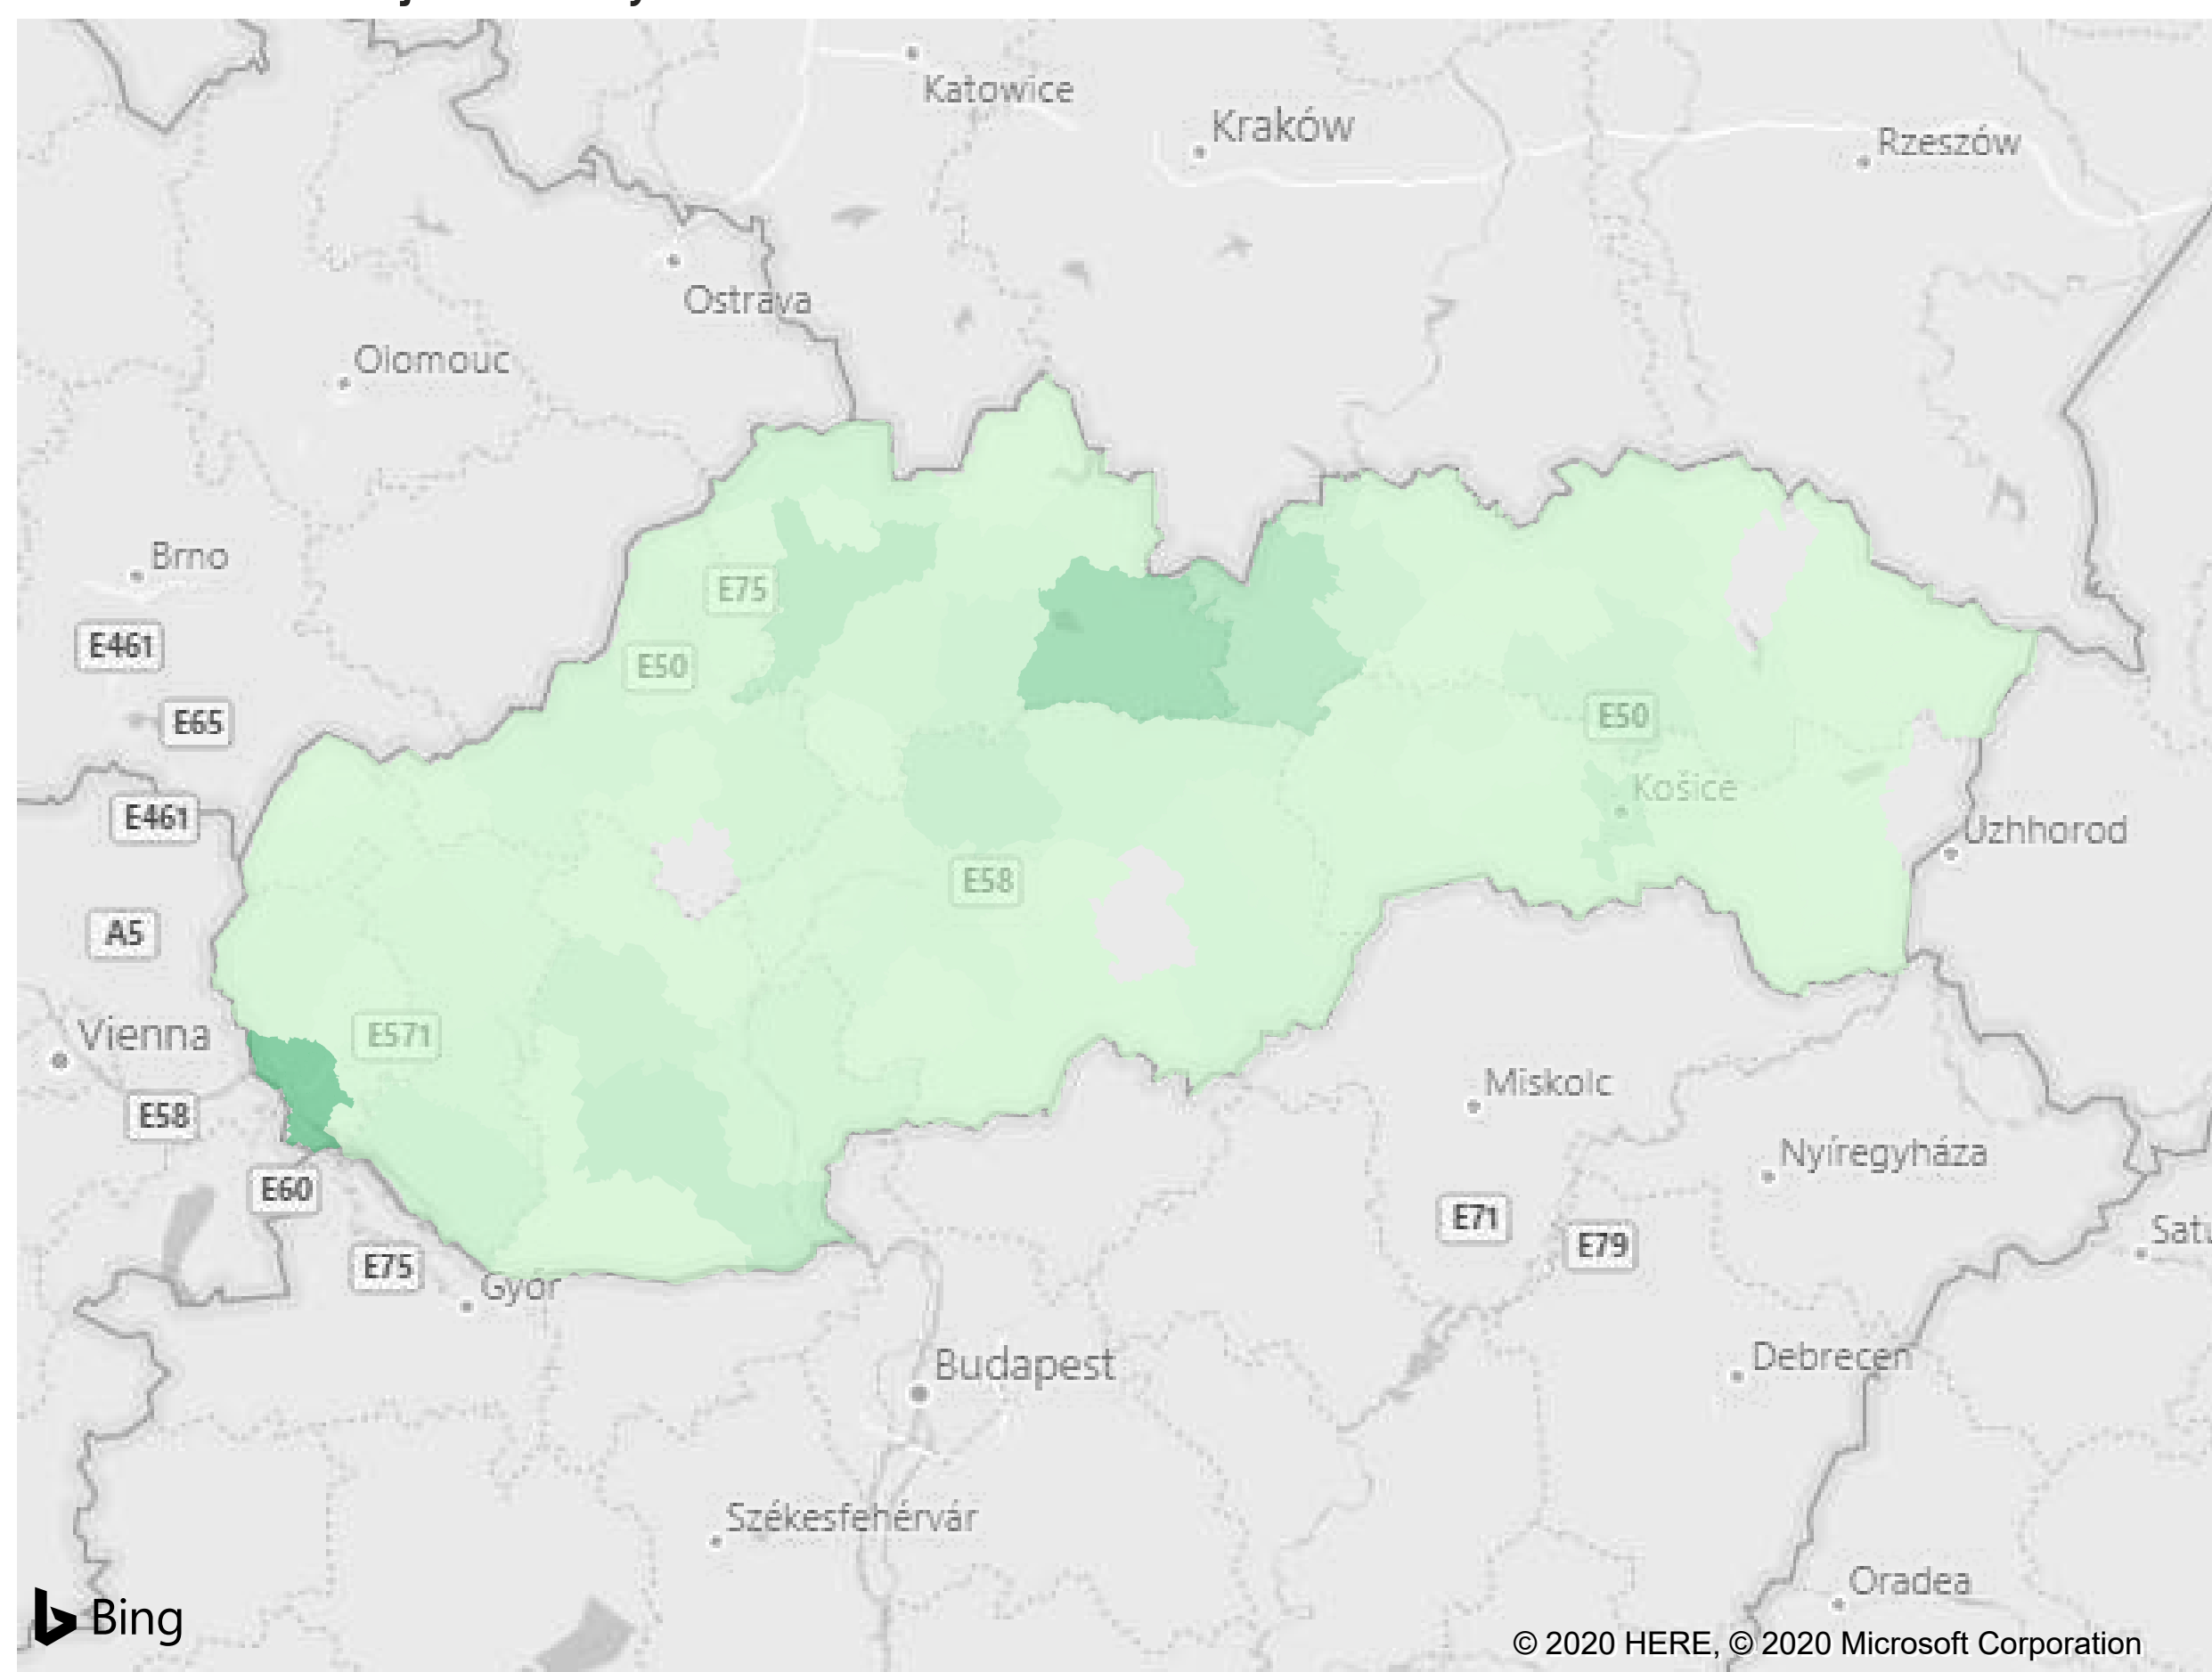 Katowice
Kraków
Rzeszów
Ostrava
Olomouc
Brno
E75
E461
E50
E65
E50
Košice
E461
Uzhhorod
E58
A5
Vienna
E571
Miskolc
E58
Nyíregyháza
E60
E71
E79
Satu
E75
Győr
Budapest
Debrecen
Székesfehérvár
Oradea
Bing
© 2020 HERE, © 2020 Microsoft Corporation